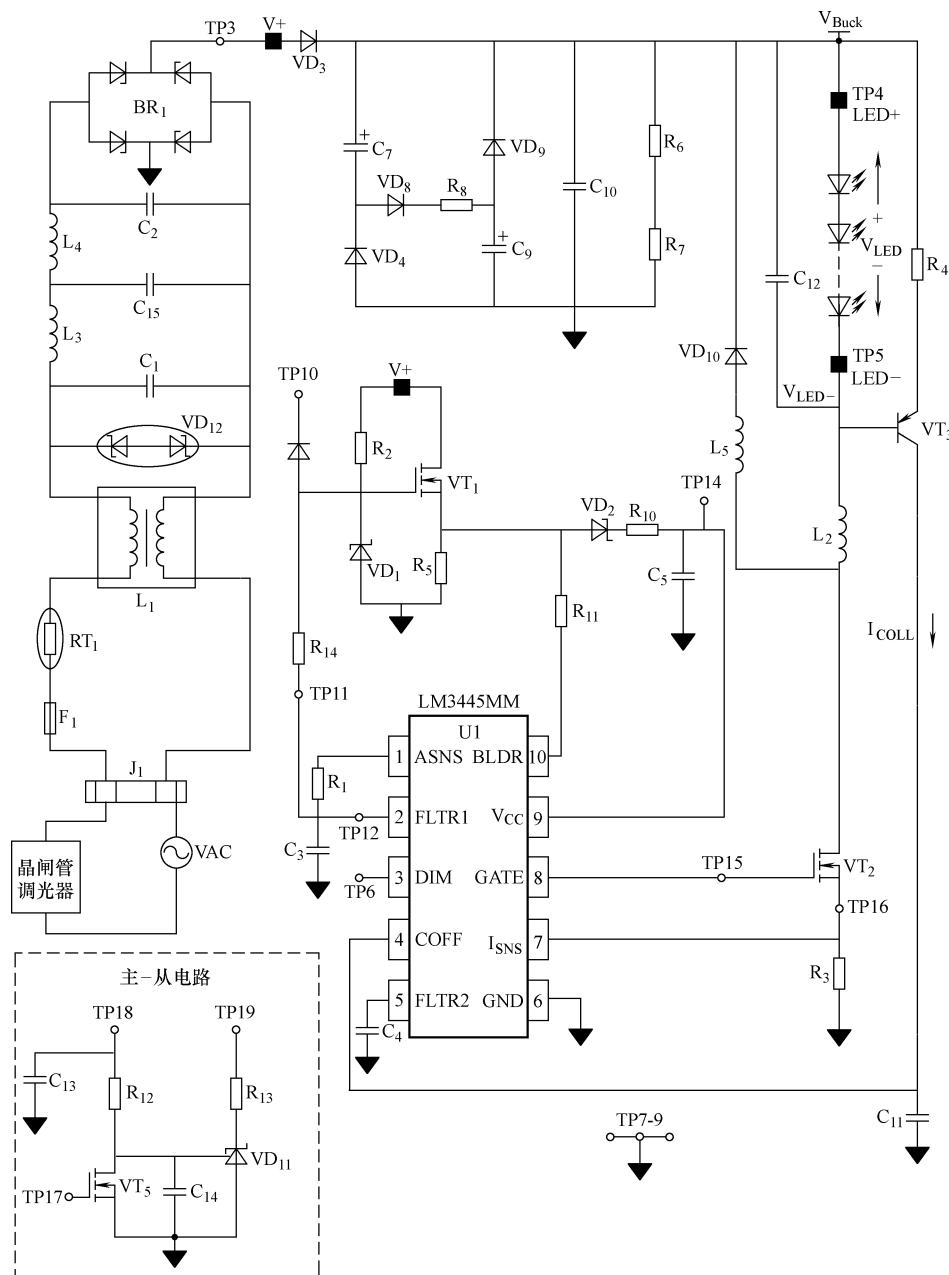 V+
TP3
VD3
VBuck
BR1
TP4
LED+
C7
VD9
R6
VD8
R8
C10
C2
L4
VD4
C9
R7
+
VLED
−
C12
R4
C15
L3
C1
VD10
TP5
LED−
VLED−
TP10
V+
VD12
R2
VT1
L5
VT3
TP14
VD2
R10
L2
VD1
R5
C5
L1
RT1
R11
ICOLL
R14
TP11
LM3445MM
F1
U1
1 ASNS BLDR 10
J1
R1
2 FLTR1 VCC 9
TP12
C3
VAC
晶闸管
调光器
TP6
3 DIM GATE 8
TP15
VT2
TP16
4 COFF ISNS 7
R3
主−从电路
5 FLTR2 GND 6
C4
TP18
TP19
C13
R12
R13
C11
TP7-9
VD11
TP17
VT5
C14